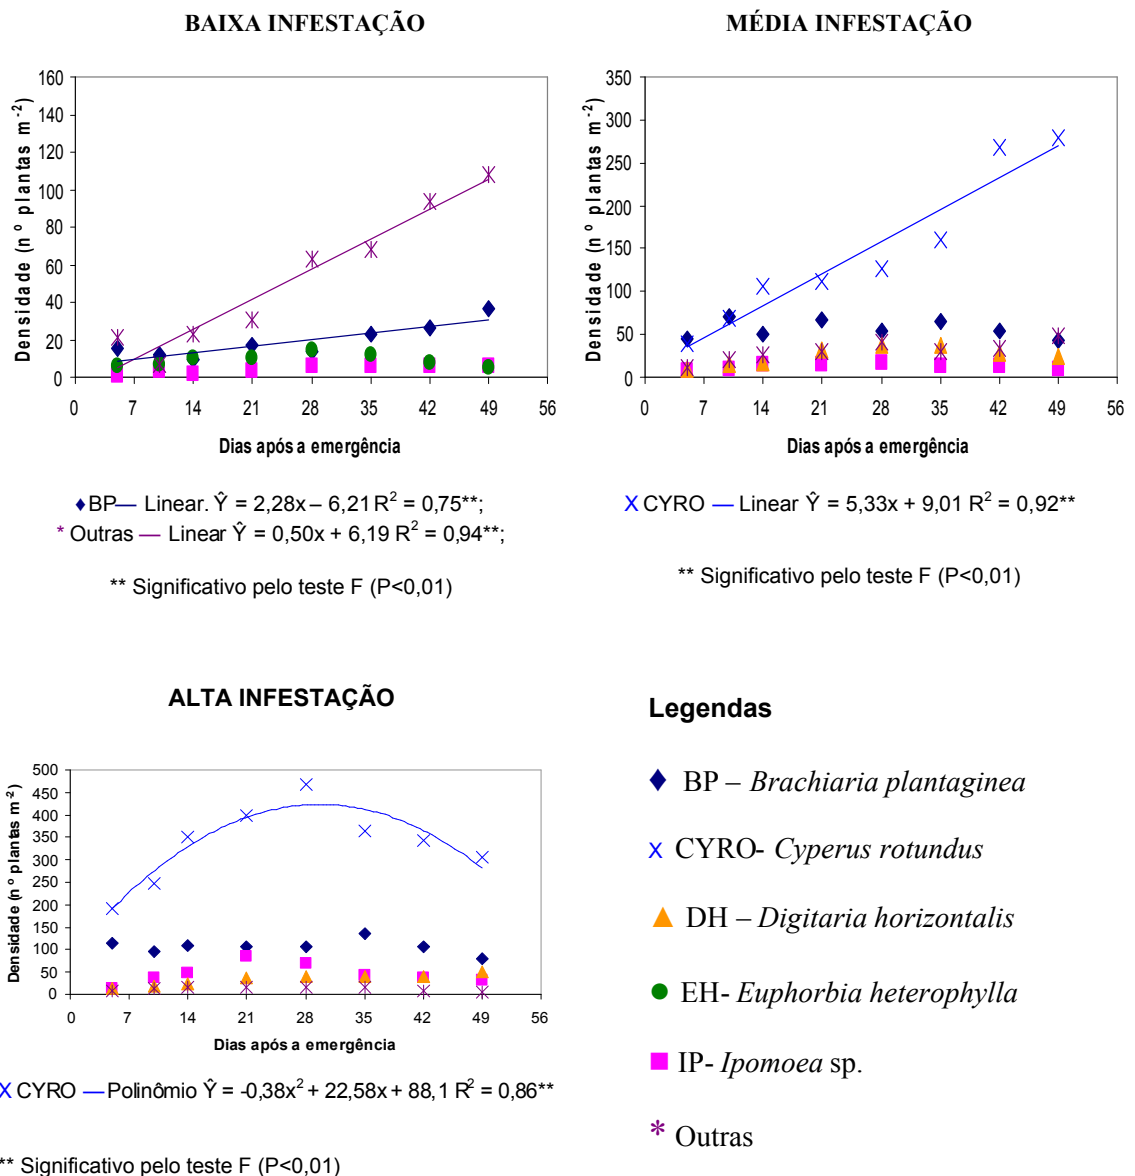 BAIXA INFESTAÇÃO
Densidade (nº plantas m-2)
160
140
120
100
80
60
40
20
0
0 7 14 21 28 35 42 49 56
Dias após a emergência
♦BP— Linear. Ŷ = 2,28x – 6,21 R² = 0,75**;
* Outras — Linear Ŷ = 0,50x + 6,19 R² = 0,94**;
** Significativo pelo teste F (P<0,01)
MÉDIA INFESTAÇÃO
Densidade (nº plantas m-2)
350
300
250
200
150
100
50
0
0 7 14 21 28 35 42 49 56
Dias após a emergência
X CYRO — Linear Ŷ = 5,33x + 9,01 R² = 0,92**
** Significativo pelo teste F (P<0,01)
ALTA INFESTAÇÃO
Densidade (nº plantas m-2)
500
450
400
350
300
250
200
150
100
50
0
0 7 14 21 28 35 42 49 56
Dias após a emergência
X CYRO — Polinômio Ŷ = -0,38x² + 22,58x + 88,1 R² = 0,86**
** Significativo pelo teste F (P<0,01)
Legendas
BP – Brachiaria plantaginea
x CYRO- Cyperus rotundus
DH – Digitaria horizontalis
EH- Euphorbia heterophylla
IP- Ipomoea sp.
* Outras